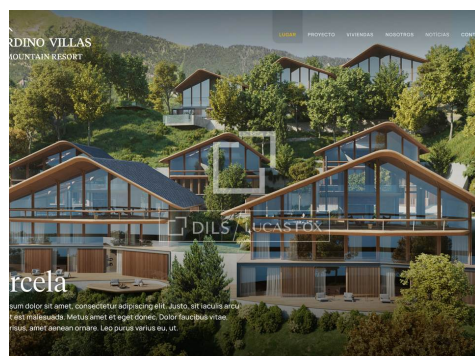 RDINO VILLAS
MOUNTAIN RESORT
LUGAR PROYECTO VIVIENDAS NOSOTROS NOTICIAS CONT
DILS / LUCAS FOX
rcela
sum dolor sit amet, consectetur adipiscing elit. Justo, sit iaculis arcu
t est malesuada. Metus amet et eget donec. Dolor faucibus vitae,
risus, amet aenean ornare. Leo purus varius eu, ut.